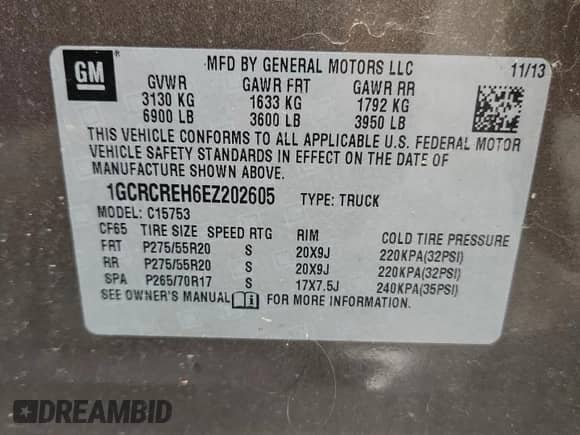 GM ®
MFD BY GENERAL MOTORS LLC 11/13
GVWR GAWR FRT GAWR RR
3130 KG 1633 KG 1792 KG
6900 LB 3600 LB 3950 LB
THIS VEHICLE CONFORMS TO ALL APPLICABLE U.S. FEDERAL MOTOR
VEHICLE SAFETY STANDARDS IN EFFECT ON THE DATE OF
MANUFACTURE SHOWN ABOVE.
1GCRCREH6EZ202605 TYPE: TRUCK
MODEL: C15753
CF65 TIRE SIZE SPEED RTG RIM COLD TIRE PRESSURE
FRT P275/55R20 S 20X9J 220KPA(32PSI)
RR P275/55R20 S 20X9J 220KPA(32PSI)
SPA P265/70R17 S 17X7.5J 240KPA(35PSI)
SEE OWNER'S MANUAL i FOR MORE INFORMATION.
DREAMBID